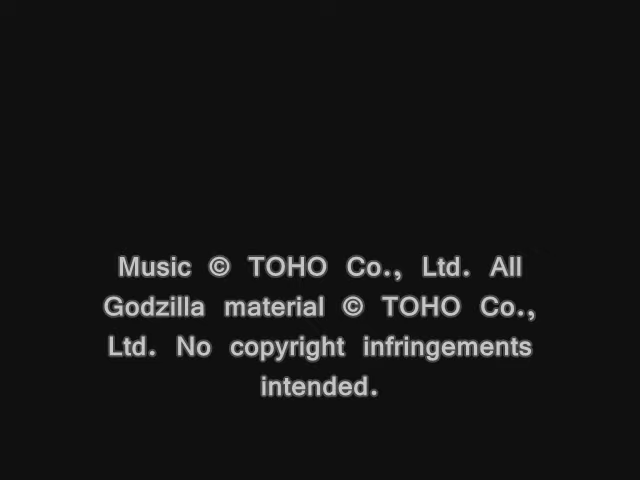 Music © TOHO Co., Ltd. All
Godzilla material © TOHO Co.,
Ltd. No copyright infringements
intended.